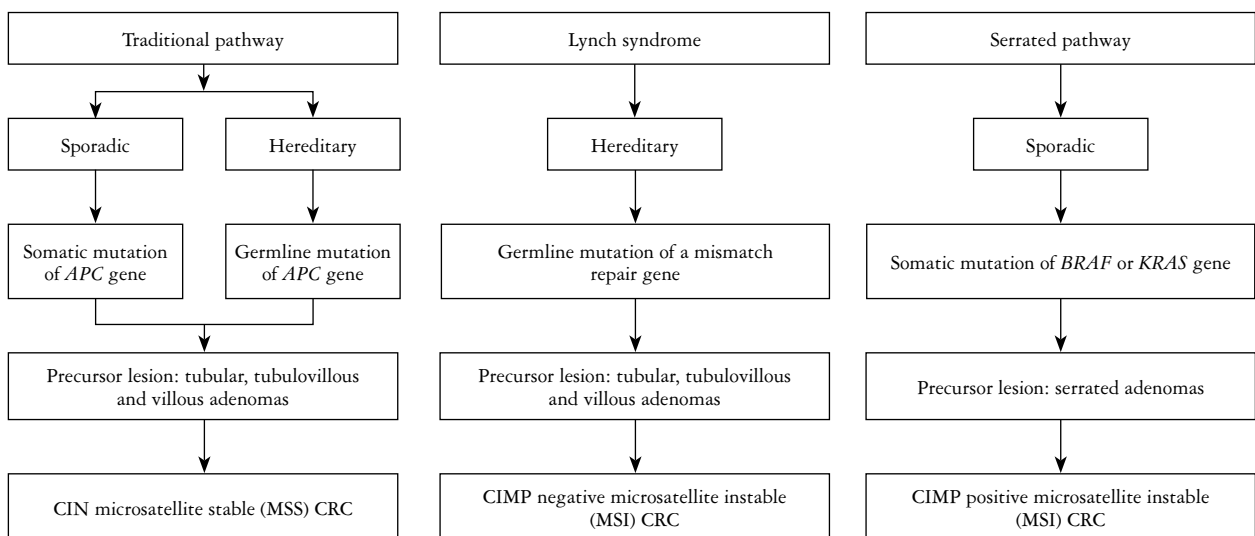 Traditional pathway
Lynch syndrome
Serrated pathway
Sporadic
Hereditary
Hereditary
Sporadic
Somatic mutation
of APC gene
Germline mutation
of APC gene
Germline mutation of a mismatch
repair gene
Somatic mutation of BRAF or KRAS gene
Precursor lesion: tubular, tubulovillous
and villous adenomas
Precursor lesion: tubular, tubulovillous
and villous adenomas
Precursor lesion: serrated adenomas
CIN microsatellite stable (MSS) CRC
CIMP negative microsatellite instable
(MSI) CRC
CIMP positive microsatellite instable
(MSI) CRC